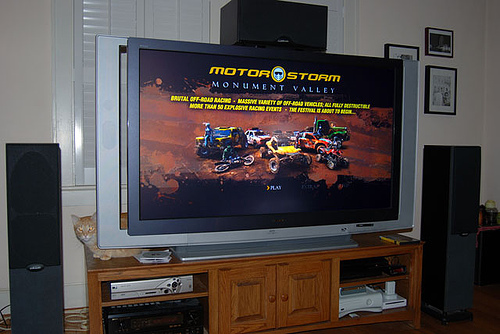 MOTORSTORM
MONUMENT VALLEY
BRUTAL OFF-ROAD RACING - MASSIVE VARIETY OF OFF-ROAD VEHICLES; ALL FULLY DESTRUCTIBLE
MORE THAN 50 EXPLOSIVE RACING EVENTS - THE FESTIVAL IS ABOUT TO BEGIN...
PLAY